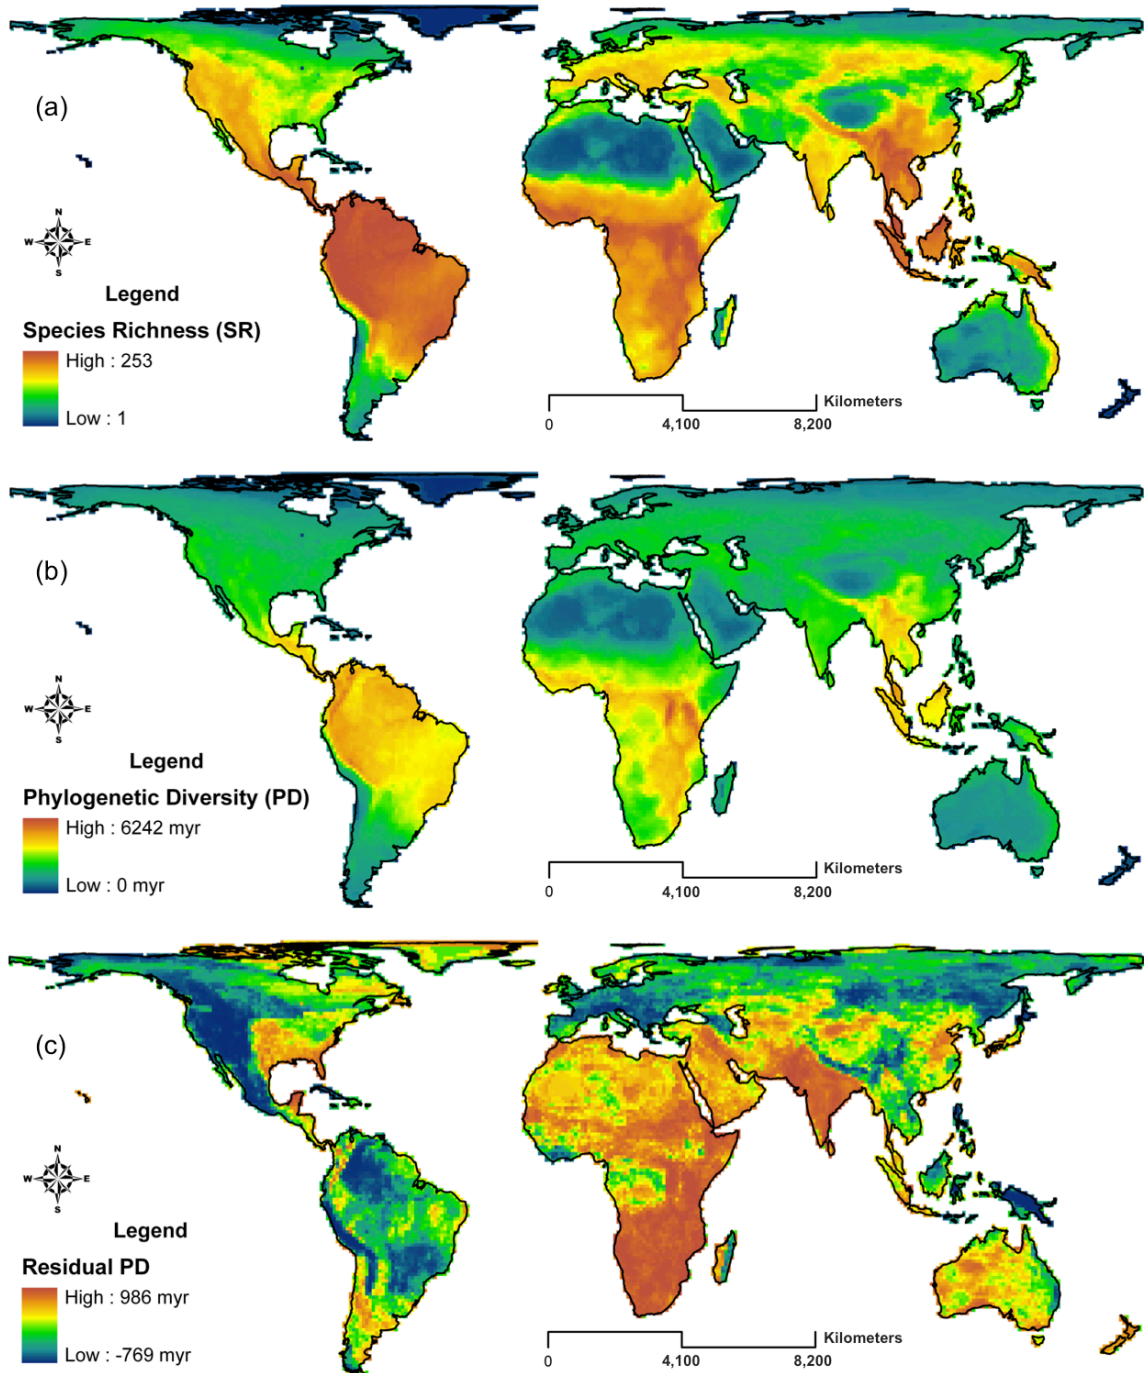 (a)
N
W E
S
Legend
Species Richness (SR)
High : 253
Low : 1
Kilometers
0 4,100 8,200
(b)
N
W E
S
Legend
Phylogenetic Diversity (PD)
High : 6242 myr
Low : 0 myr
Kilometers
0 4,100 8,200
(c)
N
W E
S
Legend
Residual PD
High : 986 myr
Low : -769 myr
Kilometers
0 4,100 8,200